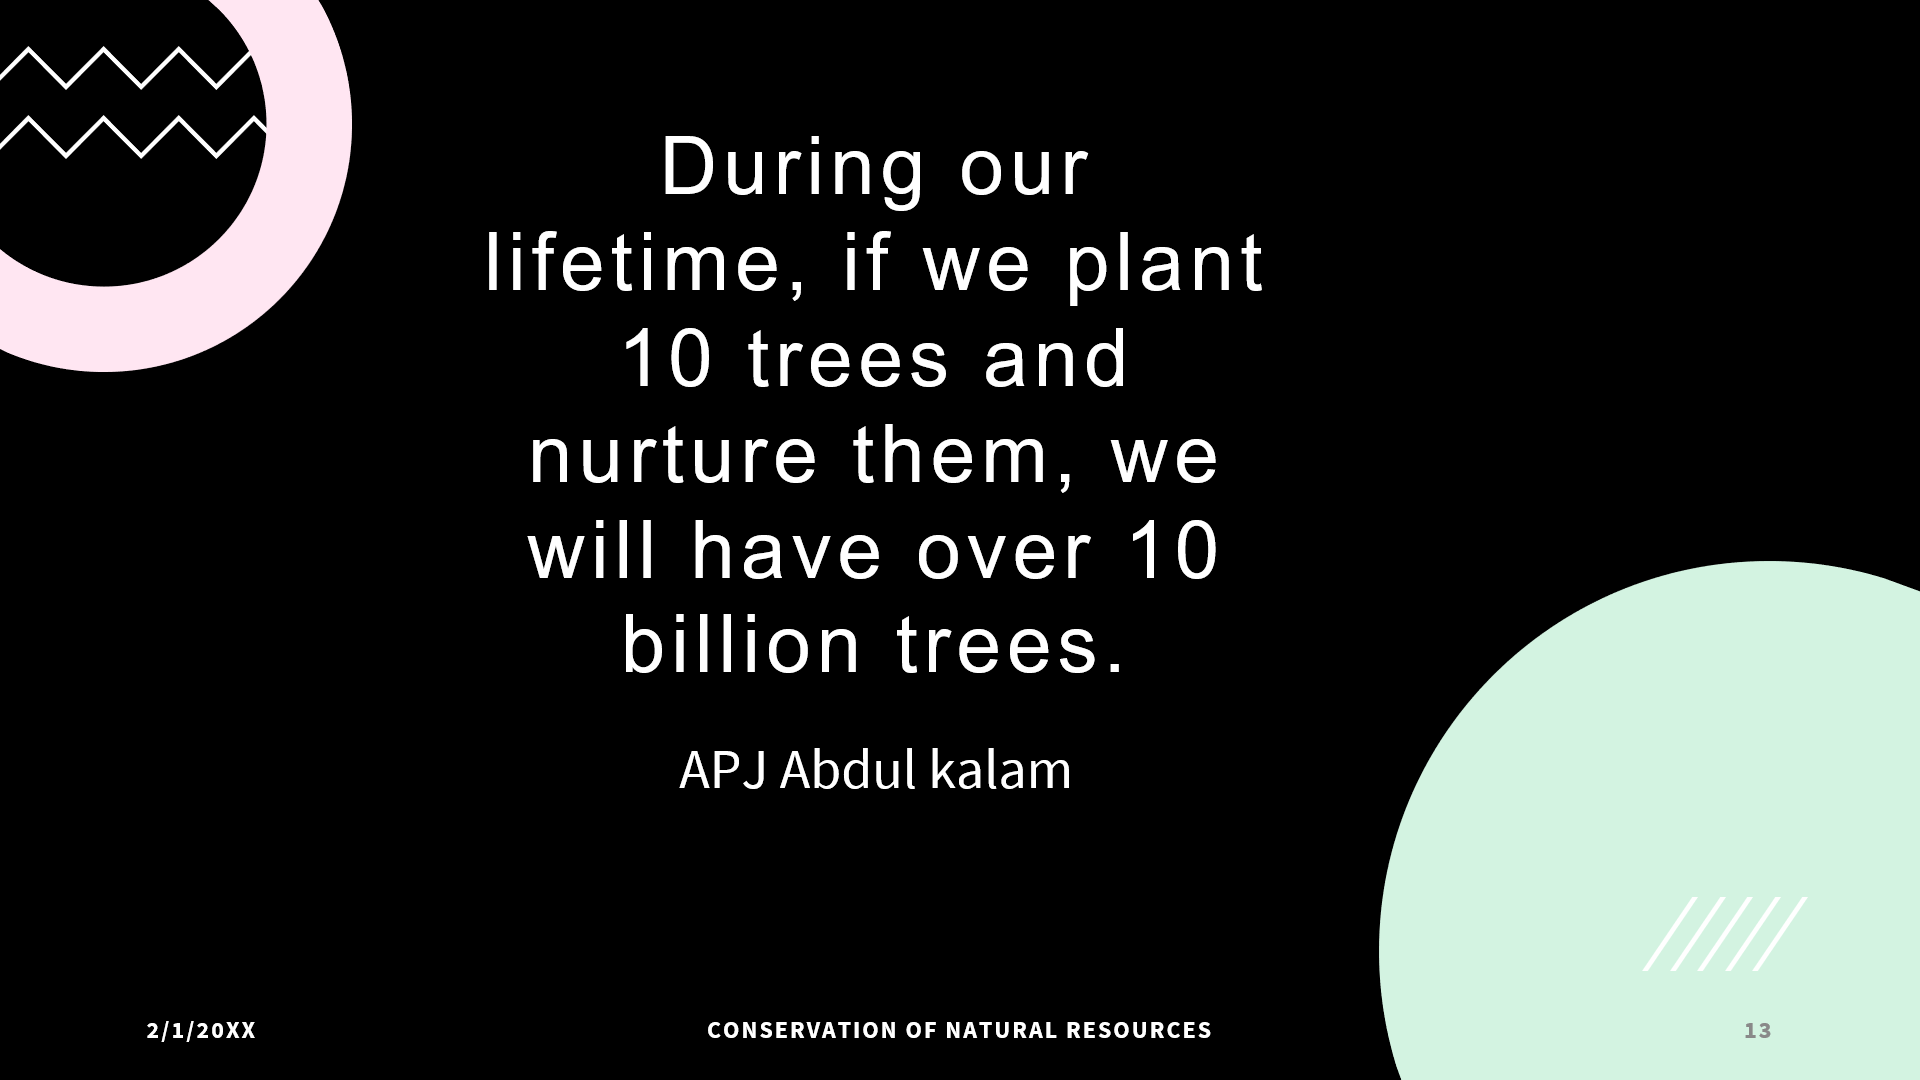 During our
lifetime, if we plant
10 trees and
nurture them, we
will have over 10
billion trees.
APJ Abdul kalam
2/1/20XX
CONSERVATION OF NATURAL RESOURCES
13